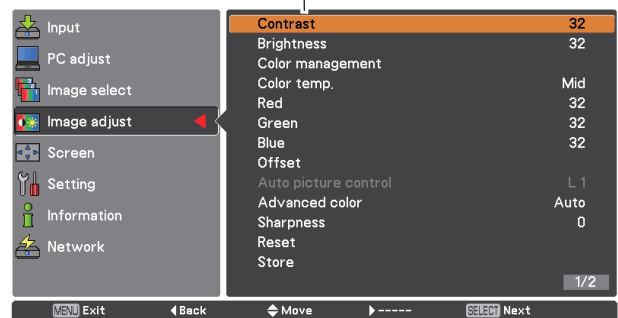 Input
PC adjust
Image select
Image adjust
Screen
Setting
Information
Network
Contrast 32
Brightness 32
Color management
Color temp. Mid
Red 32
Green 32
Blue 32
Offset
Auto picture control L 1
Advanced color Auto
Sharpness 0
Reset
Store
1/2
MENU Exit Back Move ----- SELECT Next